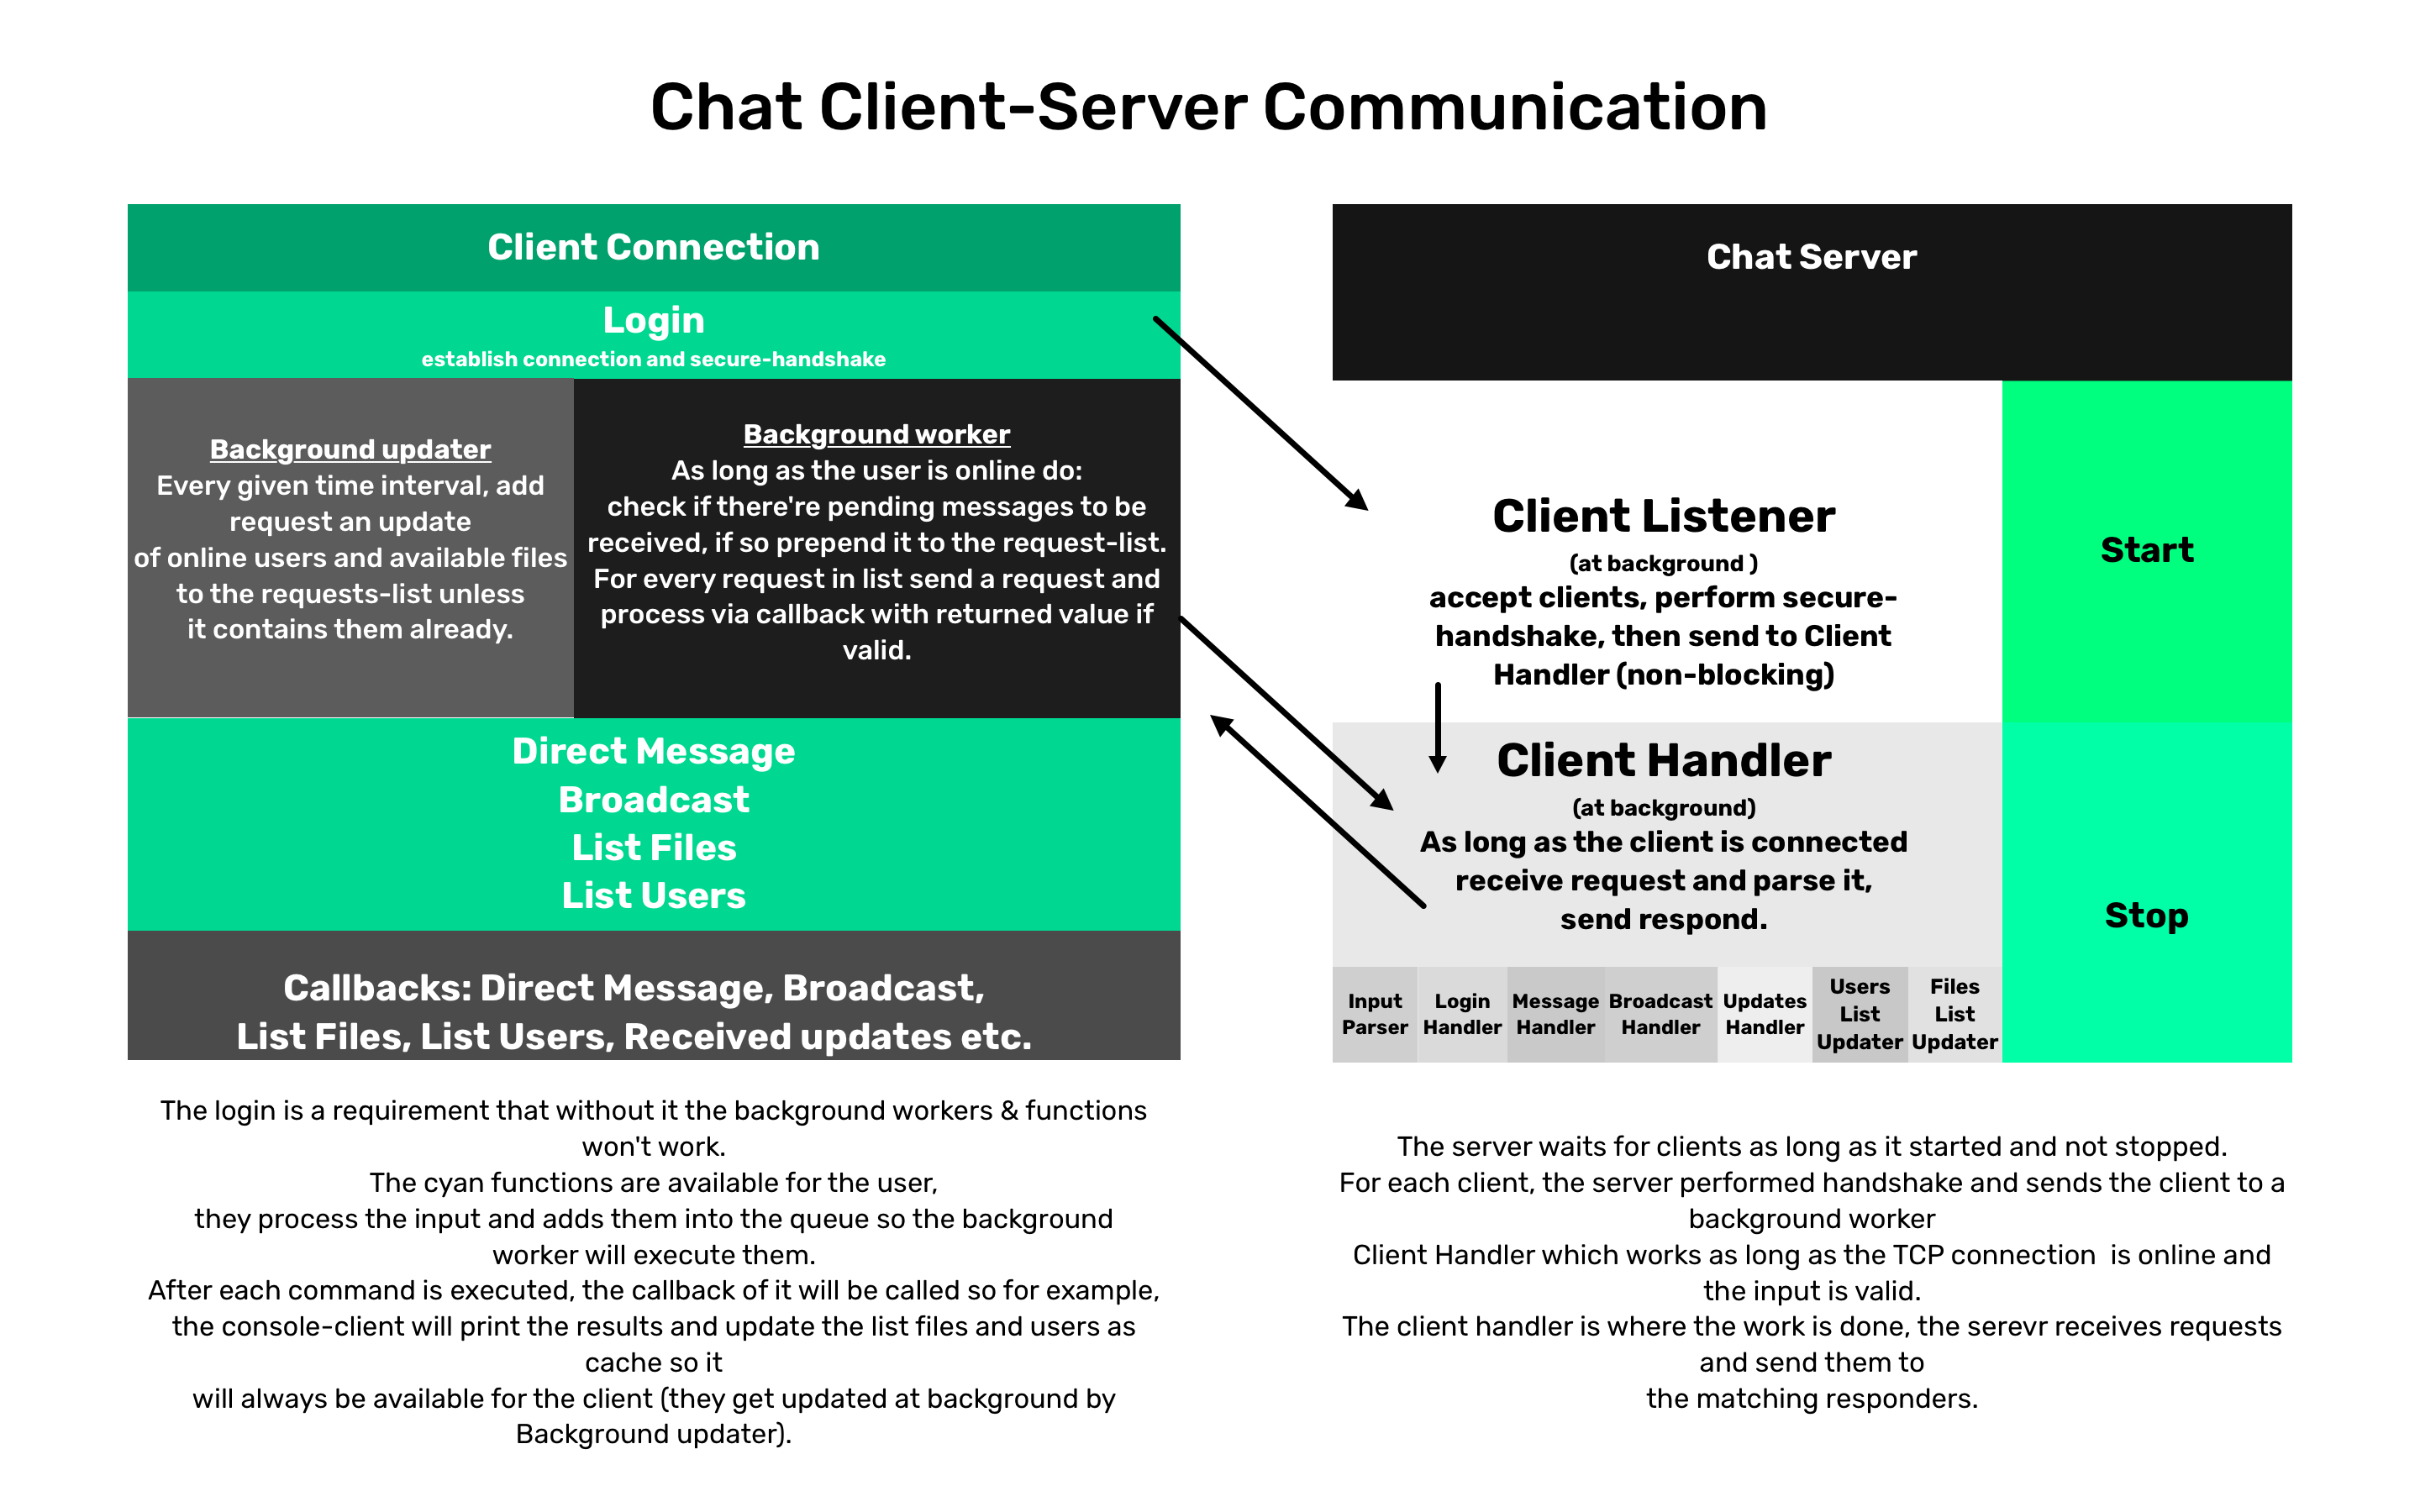 Chat Client-Server Communication
Client Connection
Login
establish connection and secure-handshake
Background updater
Every given time interval, add
request an update
of online users and available files
to the requests-list unless
it contains them already.
Background worker
As long as the user is online do:
check if there're pending messages to be
received, if so prepend it to the request-list.
For every request in list send a request and
process via callback with returned value if
valid.
Direct Message
Broadcast
List Files
List Users
Callbacks: Direct Message, Broadcast,
List Files, List Users, Received updates etc.
The login is a requirement that without it the background workers & functions
won't work.
The cyan functions are available for the user,
they process the input and adds them into the queue so the background
worker will execute them.
After each command is executed, the callback of it will be called so for example,
the console-client will print the results and update the list files and users as
cache so it
will always be available for the client (they get updated at background by
Background updater).
Chat Server
Client Listener
(at background )
accept clients, perform secure-
handshake, then send to Client
Handler (non-blocking)
Start
Client Handler
(at background)
As long as the client is connected
receive request and parse it,
send respond.
Stop
Input
Parser
Login
Handler
Message
Handler
Broadcast
Handler
Updates
Handler
Users
List
Updater
Files
List
Updater
The server waits for clients as long as it started and not stopped.
For each client, the server performed handshake and sends the client to a
background worker
Client Handler which works as long as the TCP connection  is online and
the input is valid.
The client handler is where the work is done, the serevr receives requests
and send them to
the matching responders.